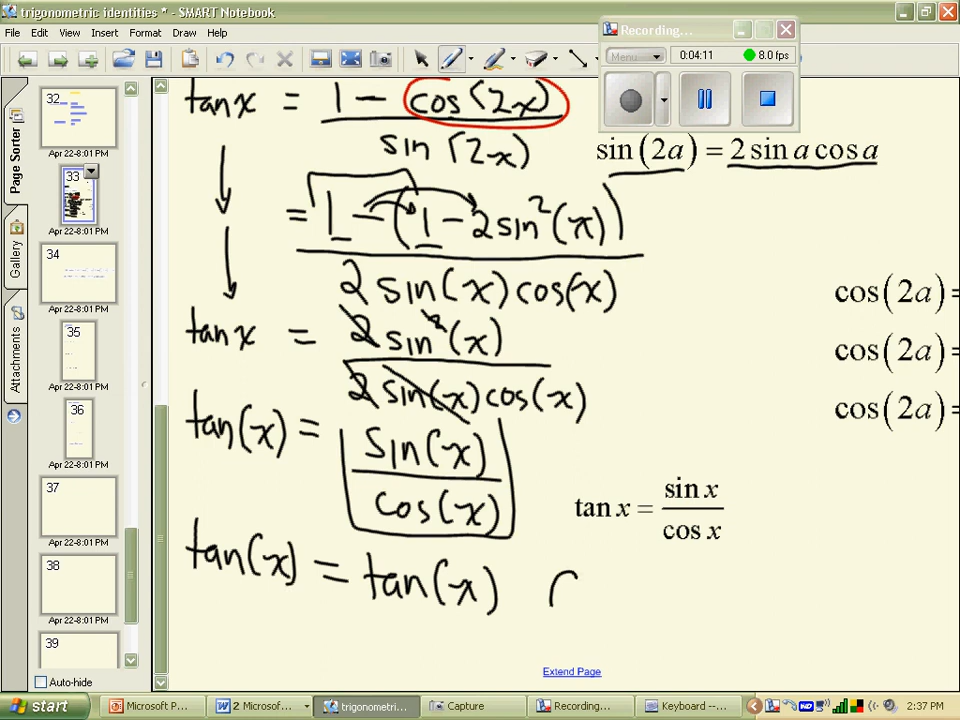 trigonometric identities * - SMART Notebook
File Edit View Insert Format Draw Help
Recording...
Menu 0:04:11 8.0 fps
Page Sorter
Gallery
Attachments
32
Apr 22-8:01 PM
33
Apr 22-8:01 PM
34
Apr 22-8:01 PM
35
Apr 22-8:01 PM
36
Apr 22-8:01 PM
37
Apr 22-8:01 PM
38
Apr 22-8:01 PM
39
Auto-hide
tan x = 1 - cos(2x)
sin(2x)
sin(2a) = 2 sin a cos a
= 1 - (1 - 2sin²(x))
2 sin(x) cos(x)
cos(2a) =
tan x = 2 sin²(x)
2 sin(x) cos(x)
cos(2a) =
cos(2a) =
tan(x) = sin(x)
cos(x)
tan x = sin x
cos x
tan(x) = tan(x)
Extend Page
start Microsoft P... 2 Microsof... trigonometri... Capture Recording... Keyboard --... 2:37 PM